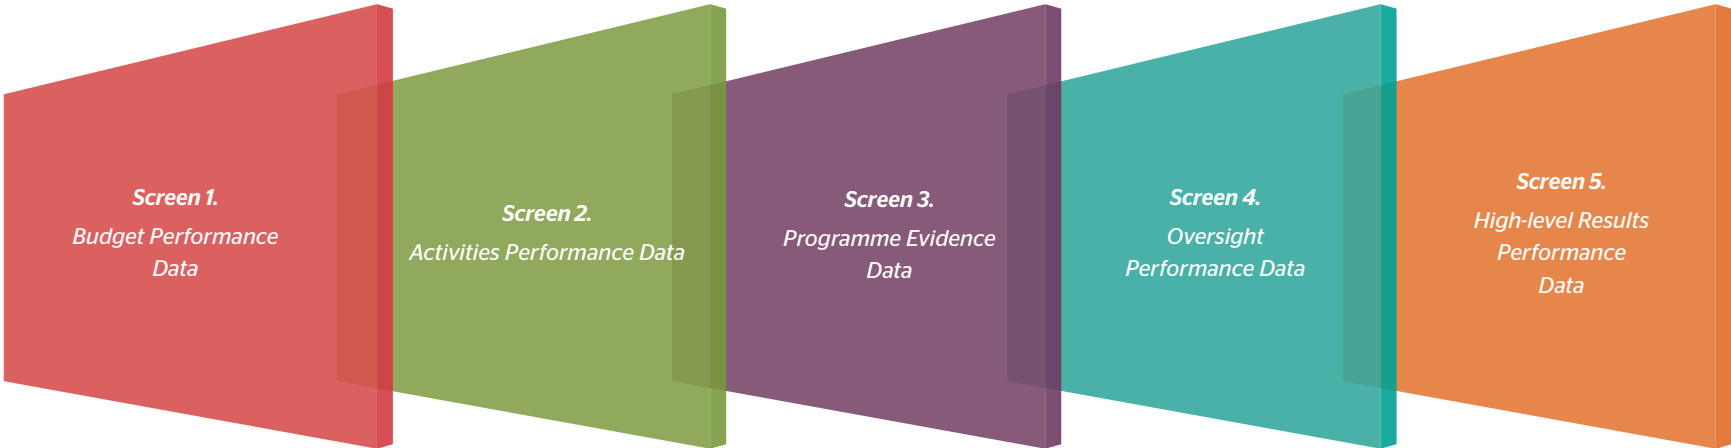 Screen 1.
Budget Performance
Data
Screen 2.
Activities Performance Data
Screen 3.
Programme Evidence
Data
Screen 4.
Oversight
Performance Data
Screen 5.
High-level Results
Performance
Data